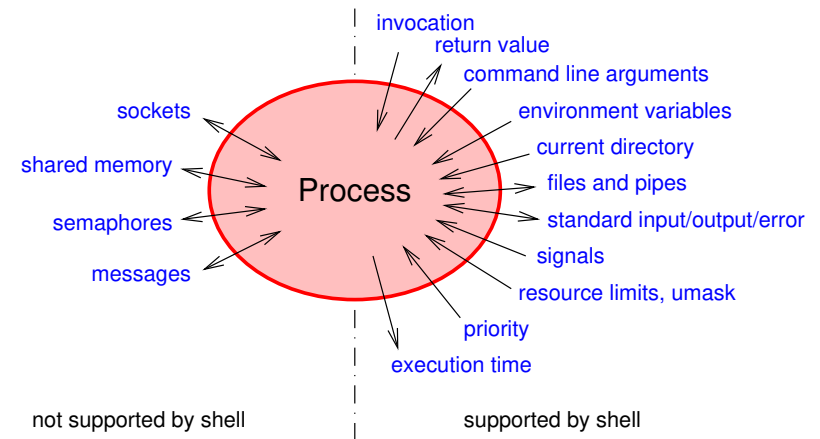 invocation
return value
command line arguments
sockets
environment variables
current directory
shared memory
Process
files and pipes
semaphores
standard input/output/error
signals
messages
resource limits, umask
priority
execution time
not supported by shell
supported by shell